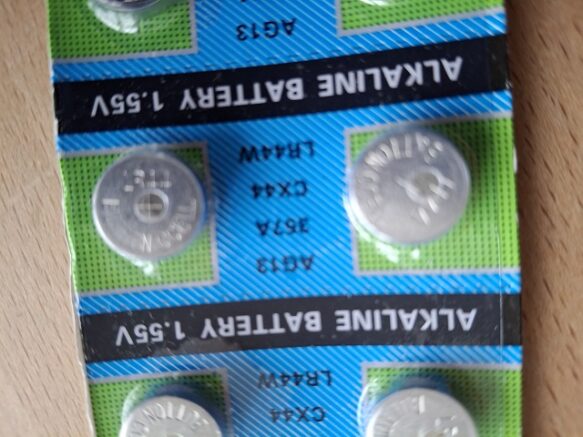 AG13
ALKALINE BATTERY 1.55V
LR44W
CX44
357A
AG13
ALKALINE BATTERY 1.55V
LR44W
CX44